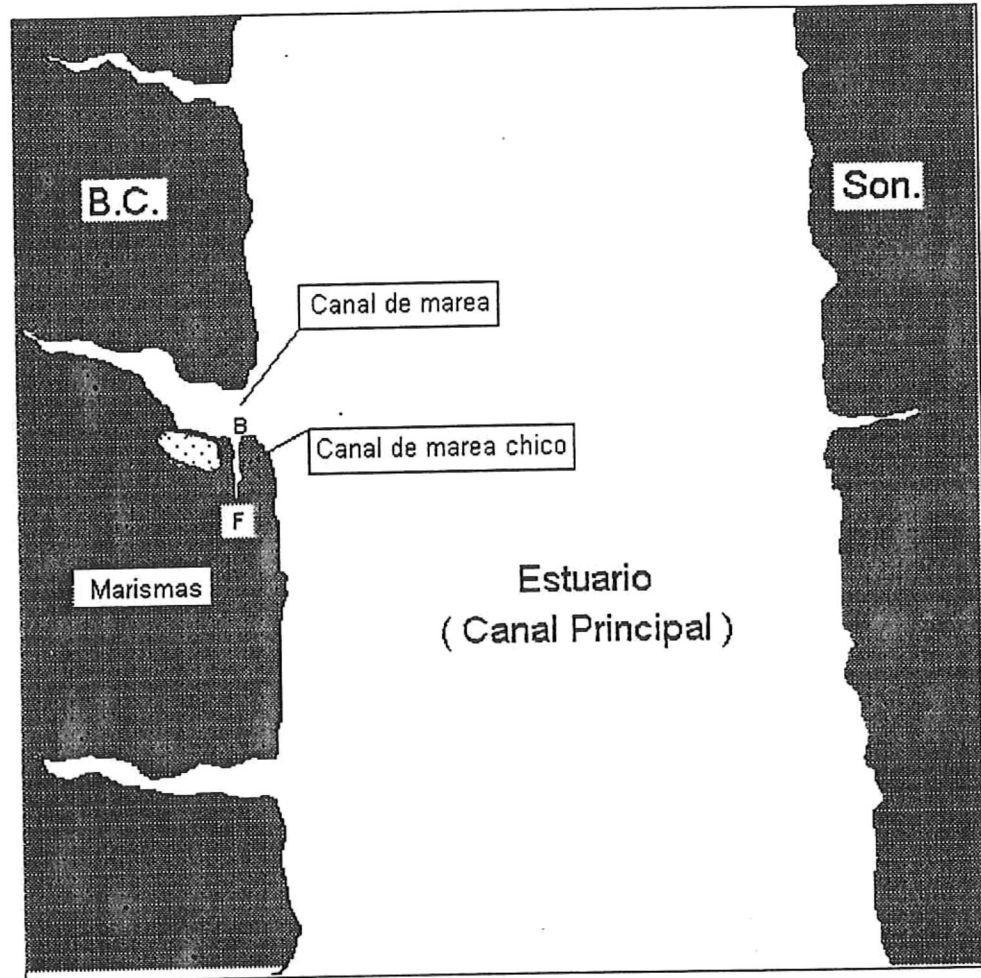 B.C.
Son.
Canal de marea
B
Canal de marea chico
F
Estuario
( Canal Principal )
Marismas